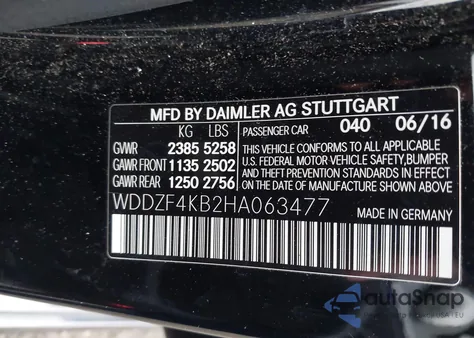 MFD BY DAIMLER AG STUTTGART
KG LBS PASSENGER CAR 040 06/16
GVWR 2385 5258 THIS VEHICLE CONFORMS TO ALL APPLICABLE
GAWR FRONT 1135 2502 U.S. FEDERAL MOTOR VEHICLE SAFETY,BUMPER
GAWR REAR 1250 2756 AND THEFT PREVENTION STANDARDS IN EFFECT
ON THE DATE OF MANUFACTURE SHOWN ABOVE
WDDZF4KB2HA063477 MADE IN GERMANY
autaSnap